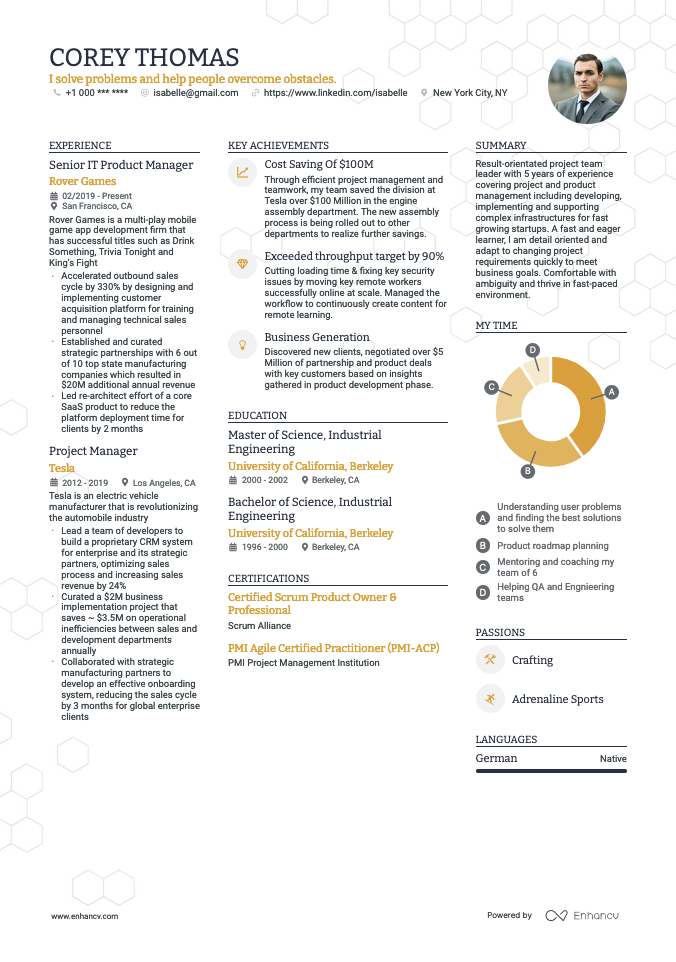 COREY THOMAS
I solve problems and help people overcome obstacles.
+1 000 *** ****
isabelle@gmail.com
https://www.linkedin.com/isabelle
New York City, NY
EXPERIENCE
Senior IT Product Manager
Rover Games
02/2019 - Present
San Francisco, CA
Rover Games is a multi-play mobile
game app development firm that
has successful titles such as Drink
Something, Trivia Tonight and
King's Fight
· Accelerated outbound sales
cycle by 330% by designing and
implementing customer
acquisition platform for training
and managing technical sales
personnel
· Established and curated
strategic partnerships with 6 out
of 10 top state manufacturing
companies which resulted in
$20M additional annual revenue
· Led re-architect effort of a core
SaaS product to reduce the
platform deployment time for
clients by 2 months
Project Manager
Tesla
2012 - 2019
Los Angeles, CA
Tesla is an electric vehicle
manufacturer that is revolutionizing
the automobile industry
· Lead a team of developers to
build a proprietary CRM system
for enterprise and its strategic
partners, optimizing sales
process and increasing sales
revenue by 24%
· Curated a $2M business
implementation project that
saves ~ $3.5M on operational
inefficiencies between sales and
development departments
annually
· Collaborated with strategic
manufacturing partners to
develop an effective onboarding
system, reducing the sales cycle
by 3 months for global enterprise
clients
KEY ACHIEVEMENTS
Cost Saving Of $100M
Through efficient project management and
teamwork, my team saved the division at
Tesla over $100 Million in the engine
assembly department. The new assembly
process is being rolled out to other
departments to realize further savings.
Exceeded throughput target by 90%
Cutting loading time & fixing key security
issues by moving key remote workers
successfully online at scale. Managed the
workflow to continuously create content for
remote learning.
Business Generation
Discovered new clients, negotiated over $5
Million of partnership and product deals
with key customers based on insights
gathered in product development phase.
EDUCATION
Master of Science, Industrial
Engineering
University of California, Berkeley
2000 - 2002
Berkeley, CA
Bachelor of Science, Industrial
Engineering
University of California, Berkeley
1996 - 2000
Berkeley, CA
CERTIFICATIONS
Certified Scrum Product Owner &
Professional
Scrum Alliance
PMI Agile Certified Practitioner (PMI-ACP)
PMI Project Management Institution
SUMMARY
Result-orientated project team
leader with 5 years of experience
covering project and product
management including developing,
implementing and supporting
complex infrastructures for fast
growing startups. A fast and eager
learner, I am detail oriented and
adapt to changing project
requirements quickly to meet
business goals. Comfortable with
ambiguity and thrive in fast-paced
environment.
MY TIME
D
C
A
B
A
Understanding user problems
and finding the best solutions
to solve them
B
Product roadmap planning
C
Mentoring and coaching my
team of 6
D
Helping QA and Engnieering
teams
PASSIONS
Crafting
Adrenaline Sports
LANGUAGES
German
Native
www.enhancv.com
Powered by
Enhancv